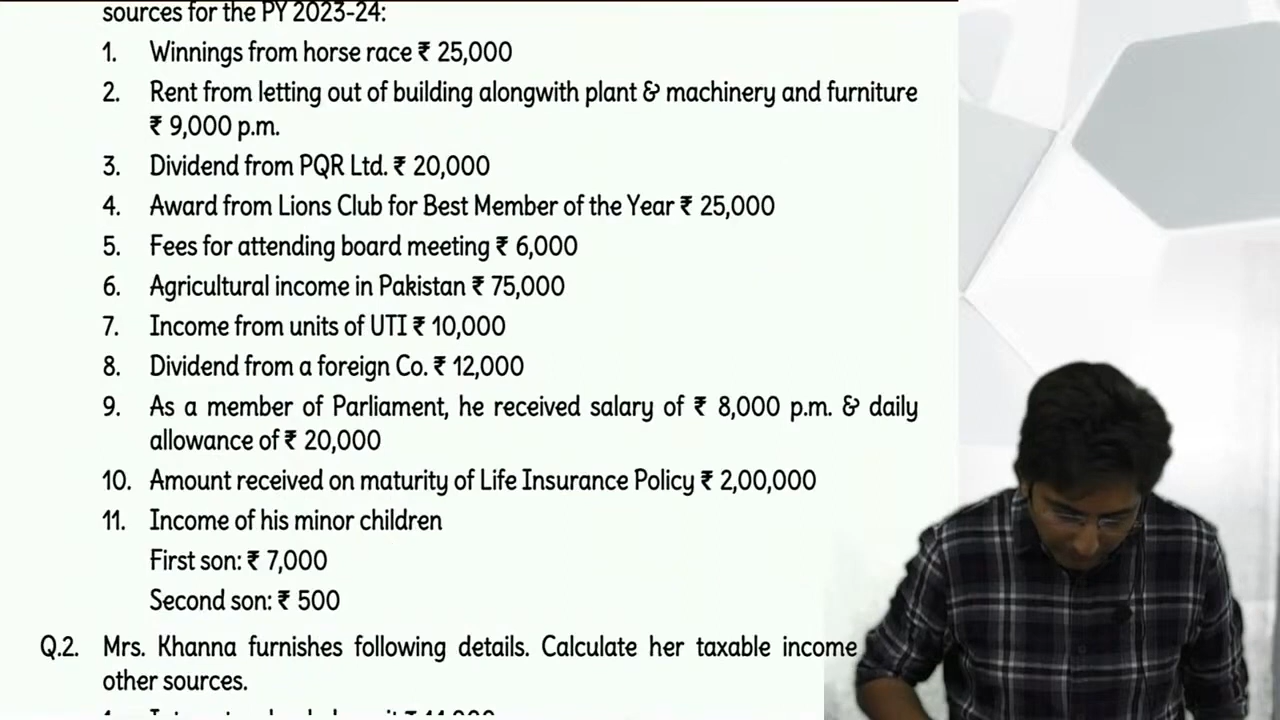 sources for the PY 2023-24:
1. Winnings from horse race ₹ 25,000
2. Rent from letting out of building alongwith plant & machinery and furniture
₹ 9,000 p.m.
3. Dividend from PQR Ltd. ₹ 20,000
4. Award from Lions Club for Best Member of the Year ₹ 25,000
5. Fees for attending board meeting ₹ 6,000
6. Agricultural income in Pakistan ₹ 75,000
7. Income from units of UTI ₹ 10,000
8. Dividend from a foreign Co. ₹ 12,000
9. As a member of Parliament, he received salary of ₹ 8,000 p.m. & daily
allowance of ₹ 20,000
10. Amount received on maturity of Life Insurance Policy ₹ 2,00,000
11. Income of his minor children
First son: ₹ 7,000
Second son: ₹ 500
Q.2. Mrs. Khanna furnishes following details. Calculate her taxable income
other sources.